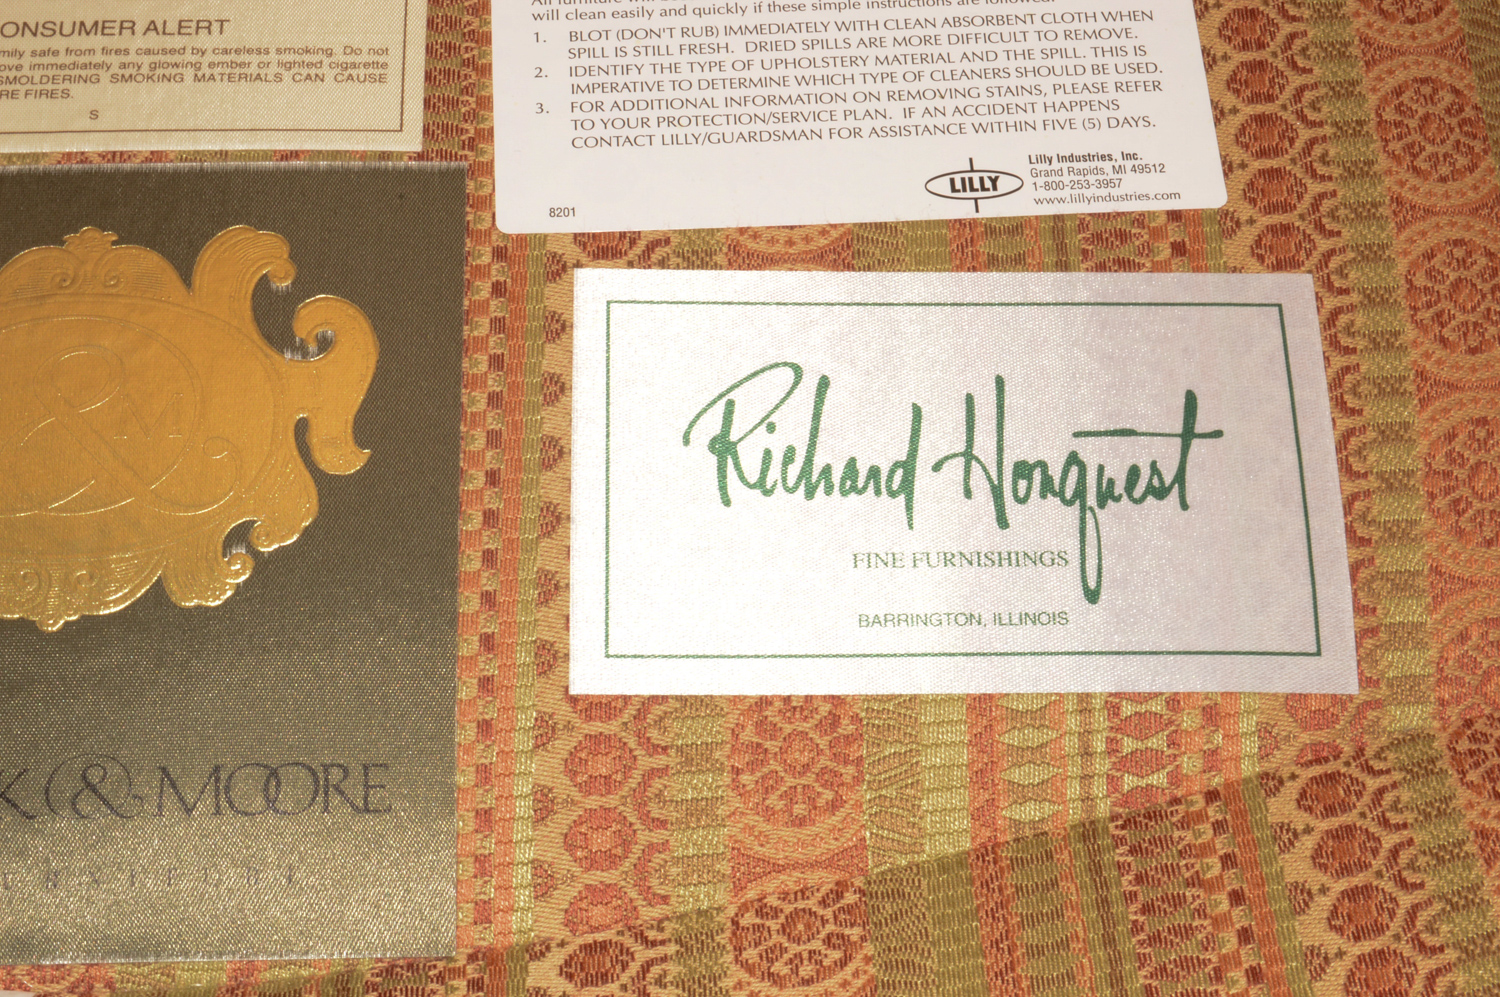 ONSUMER ALERT
mily safe from fires caused by careless smoking. Do not
ove immediately any glowing ember or lighted cigarette
SMOLDERING SMOKING MATERIALS CAN CAUSE
RE FIRES.
S
will clean easily and quickly if these simple instructions are followed.
1. BLOT (DON'T RUB) IMMEDIATELY WITH CLEAN ABSORBENT CLOTH WHEN
SPILL IS STILL FRESH. DRIED SPILLS ARE MORE DIFFICULT TO REMOVE.
2. IDENTIFY THE TYPE OF UPHOLSTERY MATERIAL AND THE SPILL. THIS IS
IMPERATIVE TO DETERMINE WHICH TYPE OF CLEANERS SHOULD BE USED.
3. FOR ADDITIONAL INFORMATION ON REMOVING STAINS, PLEASE REFER
TO YOUR PROTECTION/SERVICE PLAN. IF AN ACCIDENT HAPPENS
CONTACT LILLY/GUARDSMAN FOR ASSISTANCE WITHIN FIVE (5) DAYS.
LILLY
Lilly Industries, Inc.
Grand Rapids, MI 49512
1-800-253-3957
www.lillyindustries.com
8201
& M
K & MOORE
Richard Honquest
FINE FURNISHINGS
BARRINGTON, ILLINOIS